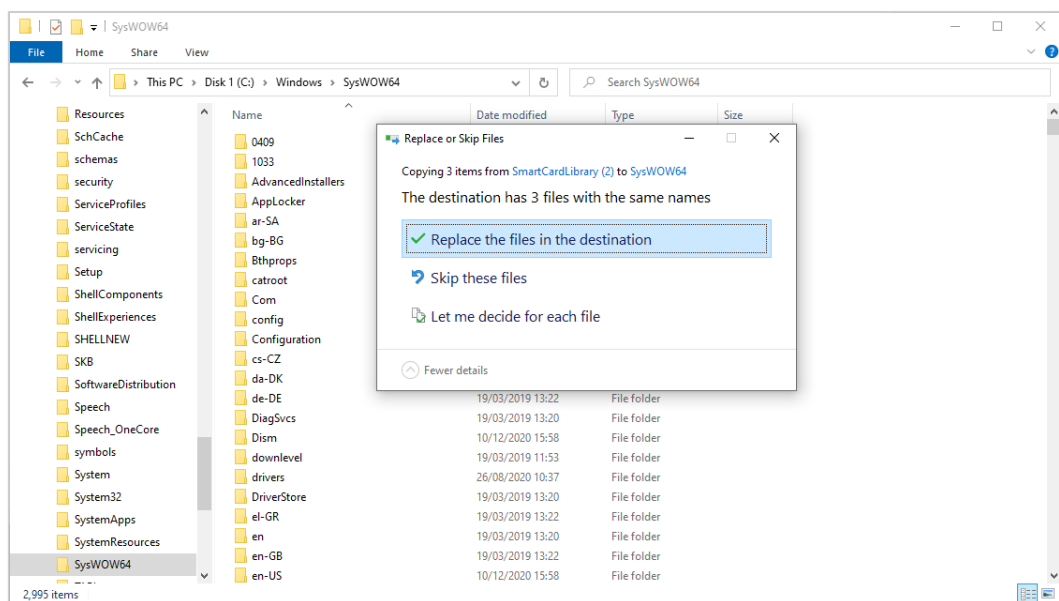 SysWOW64
File Home Share View
This PC > Disk 1 (C:) > Windows > SysWOW64
Search SysWOW64
Resources
SchCache
schemas
security
ServiceProfiles
ServiceState
servicing
Setup
ShellComponents
ShellExperiences
SHELLNEW
SKB
SoftwareDistribution
Speech
Speech_OneCore
symbols
System
System32
SystemApps
SystemResources
SysWOW64
Name Date modified Type Size
0409
1033
AdvancedInstallers
AppLocker
ar-SA
bg-BG
Bthprops
catroot
Com
config
Configuration
cs-CZ
da-DK
de-DE 19/03/2019 13:22 File folder
DiagSvcs 19/03/2019 13:20 File folder
Dism 10/12/2020 15:58 File folder
downlevel 19/03/2019 11:53 File folder
drivers 26/08/2020 10:37 File folder
DriverStore 19/03/2019 13:20 File folder
el-GR 19/03/2019 13:22 File folder
en 19/03/2019 13:20 File folder
en-GB 19/03/2019 13:22 File folder
en-US 10/12/2020 15:58 File folder
Replace or Skip Files
Copying 3 items from SmartCardLibrary (2) to SysWOW64
The destination has 3 files with the same names
Replace the files in the destination
Skip these files
Let me decide for each file
Fewer details
2,995 items